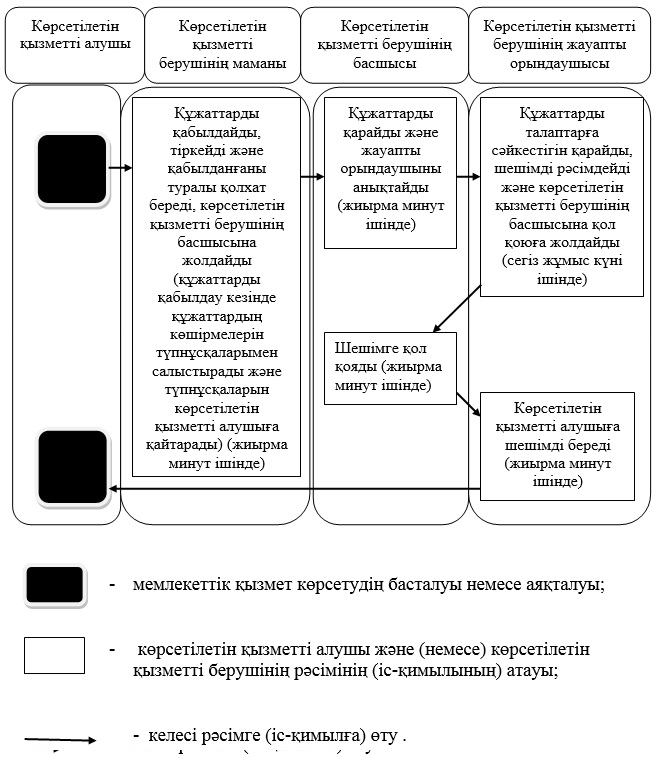 Көрсетілетін
қызметті алушы
Көрсетілетін
қызметті
берушінің маманы
Көрсетілетін
қызметті берушінің
басшысы
Көрсетілетін қызметті
берушінің жауапты
орындаушысы
Құжаттарды
қабылдайды,
тіркейді және
қабылданғаны
туралы қолхат
береді, көрсетілетін
қызметті берушінің
басшысына
жолдайды
(құжаттарды
қабылдау кезінде
құжаттардың
көшірмелерін
түпнұсқаларымен
салыстырады және
түпнұсқаларын
көрсетілетін
қызметті алушыға
қайтарады) (жиырма
минут ішінде)
Құжаттарды
қарайды және
жауапты
орындаушыны
анықтайды
(жиырма минут
ішінде)
Құжаттарды
талаптарға
сәйкестігін қарайды,
шешімді рәсімдейді
және көрсетілетін
қызметті берушінің
басшысына қол
қоюға жолдайды
(сегіз жұмыс күні
ішінде)
Шешімге қол
қояды (жиырма
минут ішінде)
Көрсетілетін
қызметті алушыға
шешімді береді
(жиырма минут
ішінде)
- мемлекеттік қызмет көрсетудің басталуы немесе аяқталуы;
- көрсетілетін қызметті алушы және (немесе) көрсетілетін
қызметті берушінің рәсімінің (іс-қимылының) атауы;
- келесі рәсімге (іс-қимылға) өту .